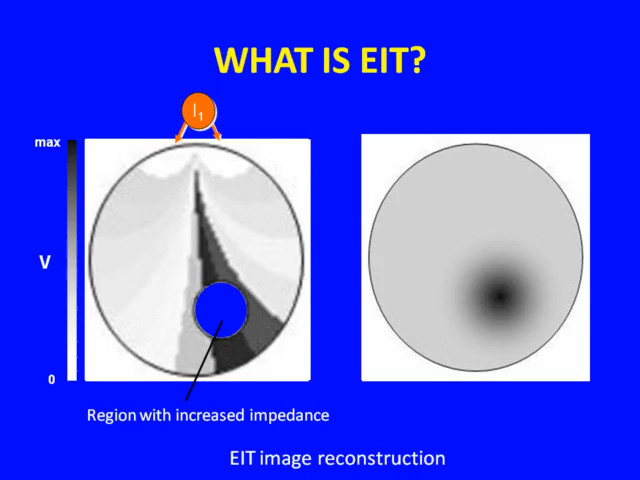 WHAT IS EIT?
I1
max
V
0
Region with increased impedance
EIT image reconstruction